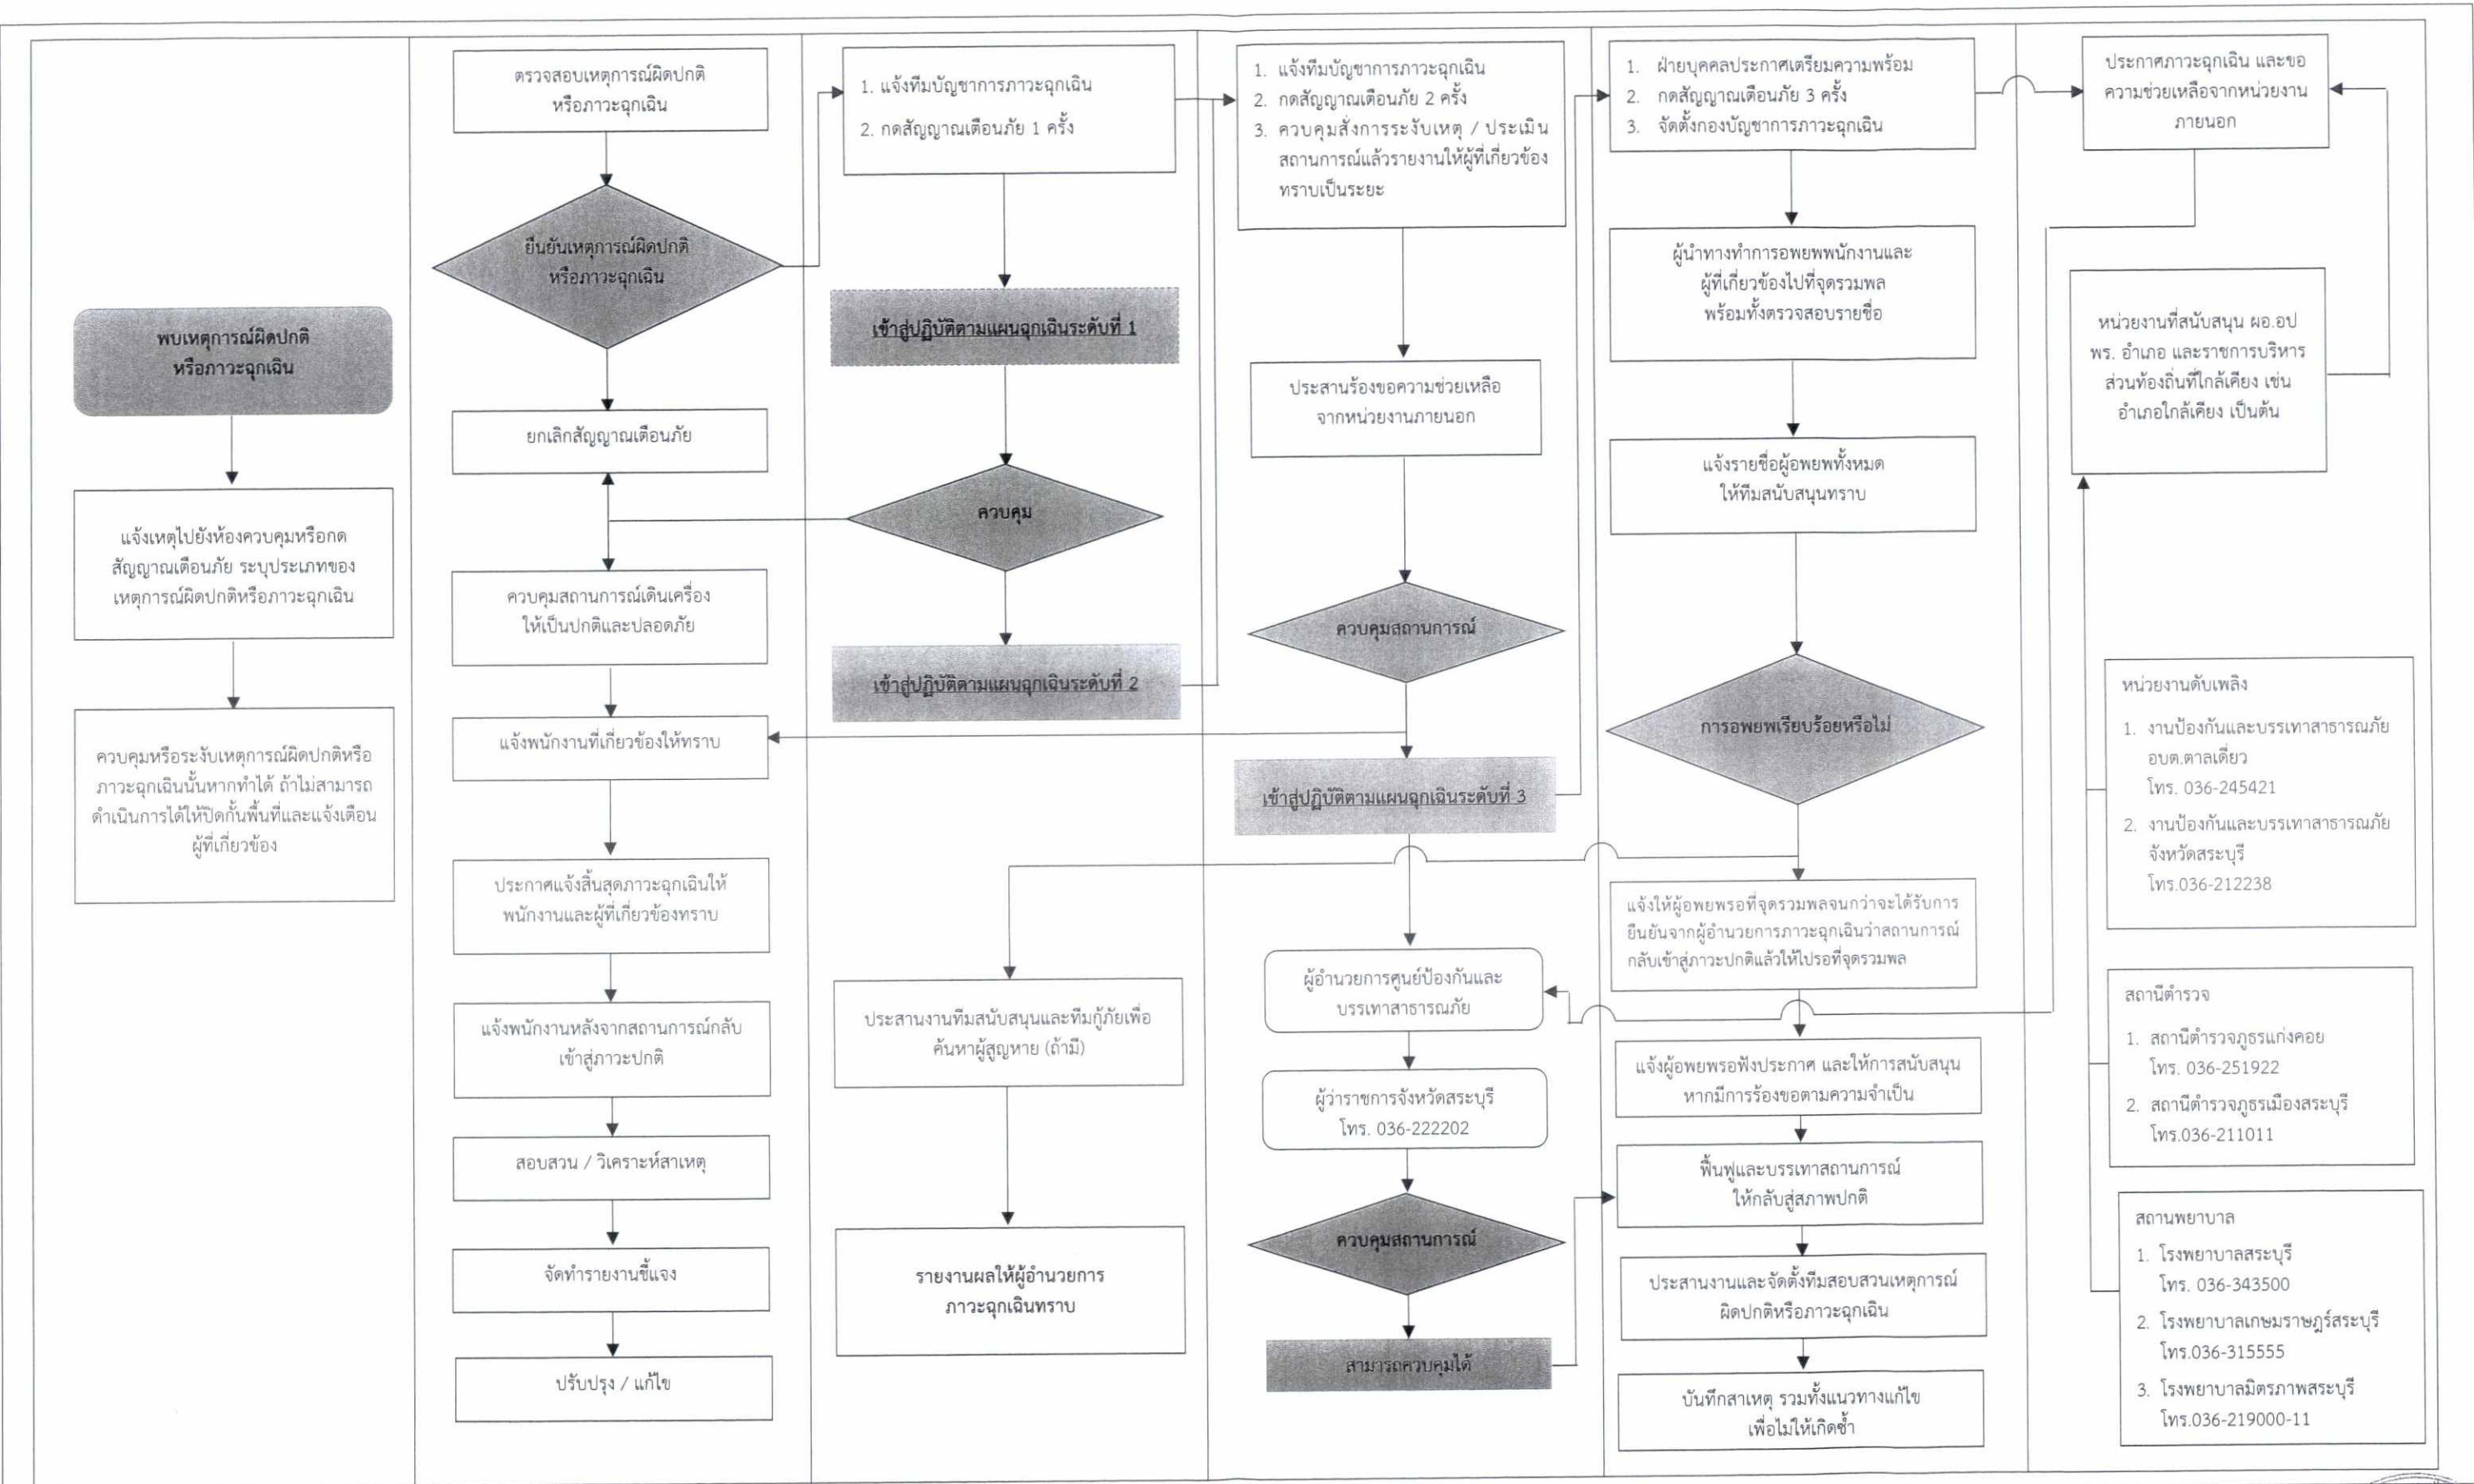 พบเหตุการณ์ผิดปกติ
หรือภาวะฉุกเฉิน
แจ้งเหตุไปยังห้องควบคุมหรือกด
สัญญาณเตือนภัย ระบุประเภทของ
เหตุการณ์ผิดปกติหรือภาวะฉุกเฉิน
ควบคุมหรือระงับเหตุการณ์ผิดปกติหรือ
ภาวะฉุกเฉินนั้นหากทำได้ ถ้าไม่สามารถ
ดำเนินการได้ให้ปิดกั้นพื้นที่และแจ้งเตือน
ผู้ที่เกี่ยวข้อง
ตรวจสอบเหตุการณ์ผิดปกติ
หรือภาวะฉุกเฉิน
ยืนยันเหตุการณ์ผิดปกติ
หรือภาวะฉุกเฉิน
ยกเลิกสัญญาณเตือนภัย
ควบคุมสถานการณ์เดินเครื่อง
ให้เป็นปกติและปลอดภัย
แจ้งพนักงานที่เกี่ยวข้องให้ทราบ
ประกาศแจ้งสิ้นสุดภาวะฉุกเฉินให้
พนักงานและผู้ที่เกี่ยวข้องทราบ
แจ้งพนักงานหลังจากสถานการณ์กลับ
เข้าสู่ภาวะปกติ
สอบสวน / วิเคราะห์สาเหตุ
จัดทำรายงานชี้แจง
ปรับปรุง / แก้ไข
1. แจ้งทีมบัญชาการภาวะฉุกเฉิน
2. กดสัญญาณเตือนภัย 1 ครั้ง
เข้าสู่ปฏิบัติตามแผนฉุกเฉินระดับที่ 1
ควบคุม
เข้าสู่ปฏิบัติตามแผนฉุกเฉินระดับที่ 2
ประสานงานทีมสนับสนุนและทีมกู้ภัยเพื่อ
ค้นหาผู้สูญหาย (ถ้ามี)
รายงานผลให้ผู้อำนวยการ
ภาวะฉุกเฉินทราบ
1. แจ้งทีมบัญชาการภาวะฉุกเฉิน
2. กดสัญญาณเตือนภัย 2 ครั้ง
3. ควบคุมสั่งการระงับเหตุ / ประเมิน
สถานการณ์แล้วรายงานให้ผู้ที่เกี่ยวข้อง
ทราบเป็นระยะ
ประสานร้องขอความช่วยเหลือ
จากหน่วยงานภายนอก
ควบคุมสถานการณ์
เข้าสู่ปฏิบัติตามแผนฉุกเฉินระดับที่ 3
ผู้อำนวยการศูนย์ป้องกันและ
บรรเทาสาธารณภัย
ผู้ว่าราชการจังหวัดสระบุรี
โทร. 036-222202
ควบคุมสถานการณ์
สามารถควบคุมได้
1. ฝ่ายบุคคลประกาศเตรียมความพร้อม
2. กดสัญญาณเตือนภัย 3 ครั้ง
3. จัดตั้งกองบัญชาการภาวะฉุกเฉิน
ผู้นำทางทำการอพยพพนักงานและ
ผู้ที่เกี่ยวข้องไปที่จุดรวมพล
พร้อมทั้งตรวจสอบรายชื่อ
แจ้งรายชื่อผู้อพยพทั้งหมด
ให้ทีมสนับสนุนทราบ
การอพยพเรียบร้อยหรือไม่
แจ้งให้ผู้อพยพรอที่จุดรวมพลจนกว่าจะได้รับการ
ยืนยันจากผู้อำนวยการภาวะฉุกเฉินว่าสถานการณ์
กลับเข้าสู่ภาวะปกติแล้วให้ไปรอที่จุดรวมพล
แจ้งผู้อพยพรอฟังประกาศ และให้การสนับสนุน
หากมีการร้องขอตามความจำเป็น
ฟื้นฟูและบรรเทาสถานการณ์
ให้กลับสู่สภาพปกติ
ประสานงานและจัดตั้งทีมสอบสวนเหตุการณ์
ผิดปกติหรือภาวะฉุกเฉิน
บันทึกสาเหตุ รวมทั้งแนวทางแก้ไข
เพื่อไม่ให้เกิดซ้ำ
ประกาศภาวะฉุกเฉิน และขอ
ความช่วยเหลือจากหน่วยงาน
ภายนอก
หน่วยงานที่สนับสนุน ผอ.อป
พร. อำเภอ และราชการบริหาร
ส่วนท้องถิ่นที่ใกล้เคียง เช่น
อำเภอใกล้เคียง เป็นต้น
หน่วยงานดับเพลิง
1. งานป้องกันและบรรเทาสาธารณภัย
อบต.ตาลเดี่ยว
โทร. 036-245421
2. งานป้องกันและบรรเทาสาธารณภัย
จังหวัดสระบุรี
โทร.036-212238
สถานีตำรวจ
1. สถานีตำรวจภูธรแก่งคอย
โทร. 036-251922
2. สถานีตำรวจภูธรเมืองสระบุรี
โทร.036-211011
สถานพยาบาล
1. โรงพยาบาลสระบุรี
โทร. 036-343500
2. โรงพยาบาลเกษมราษฎร์สระบุรี
โทร.036-315555
3. โรงพยาบาลมิตรภาพสระบุรี
โทร.036-219000-11